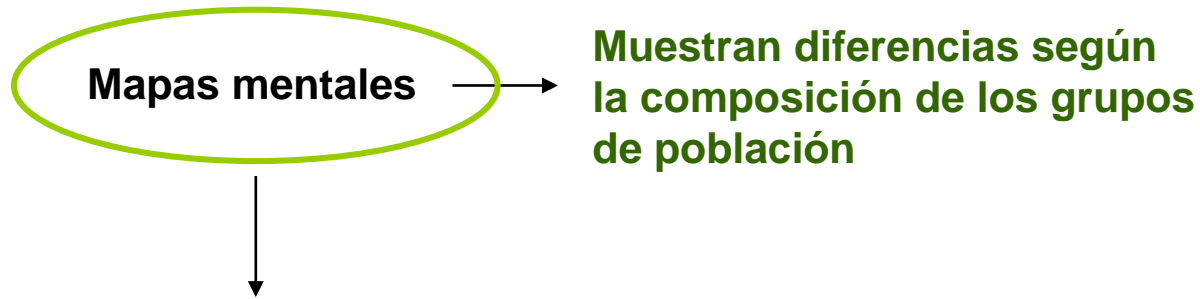 Mapas mentales
Muestran diferencias según
la composición de los grupos
de población